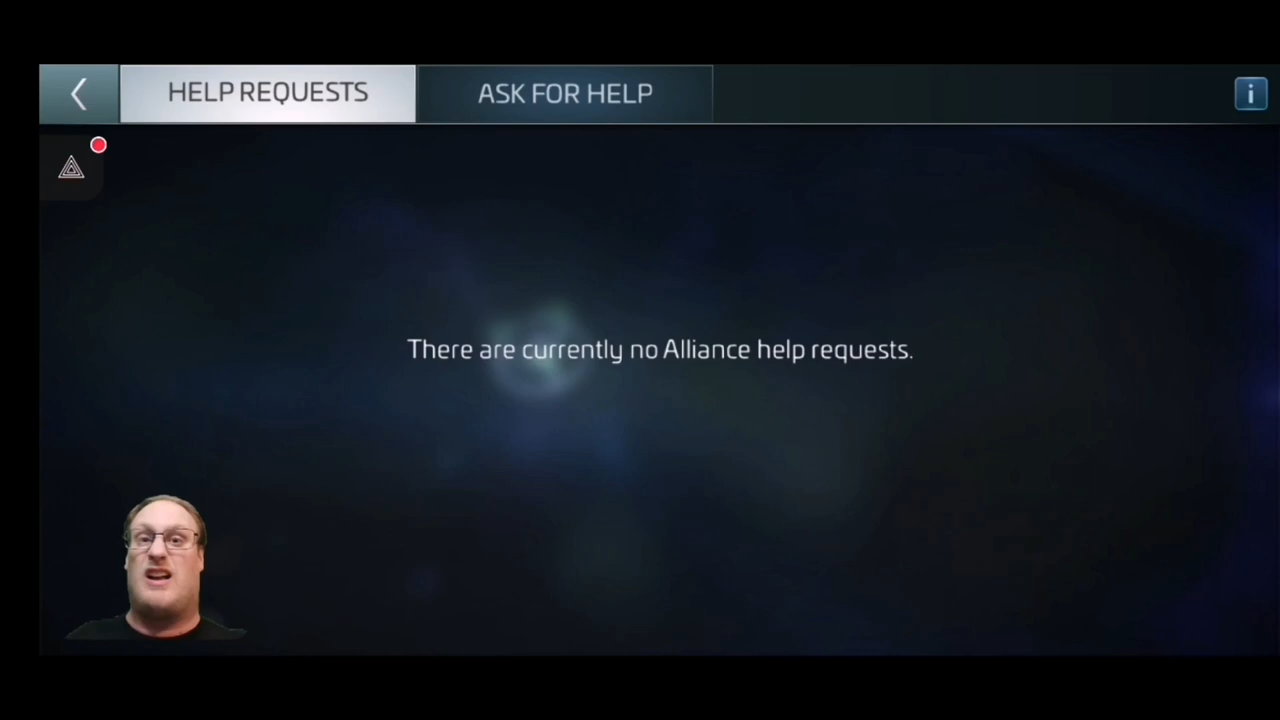 HELP REQUESTS
ASK FOR HELP
i
There are currently no Alliance help requests.